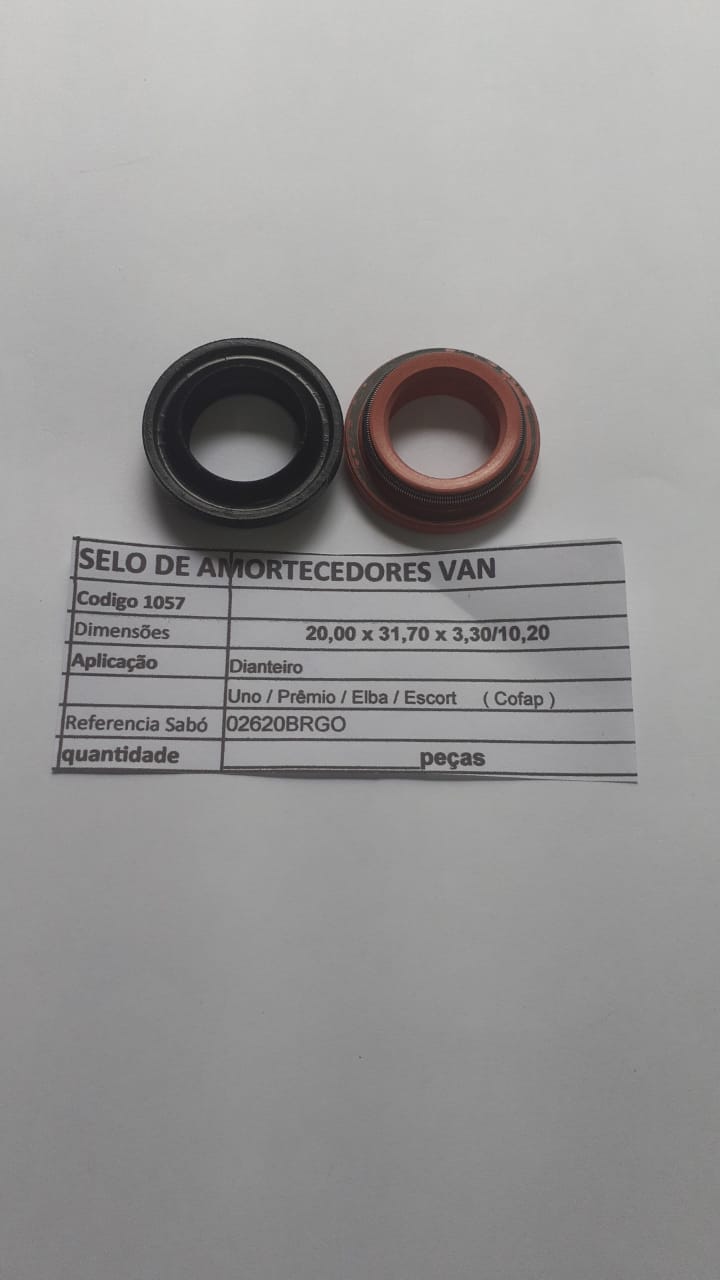 SELO DE AMORTECEDORES VAN
Codigo 1057
Dimensões 20,00 x 31,70 x 3,30/10,20
Aplicação Dianteiro
Uno / Prêmio / Elba / Escort ( Cofap )
Referencia Sabó 02620BRGO
quantidade ____________________peças